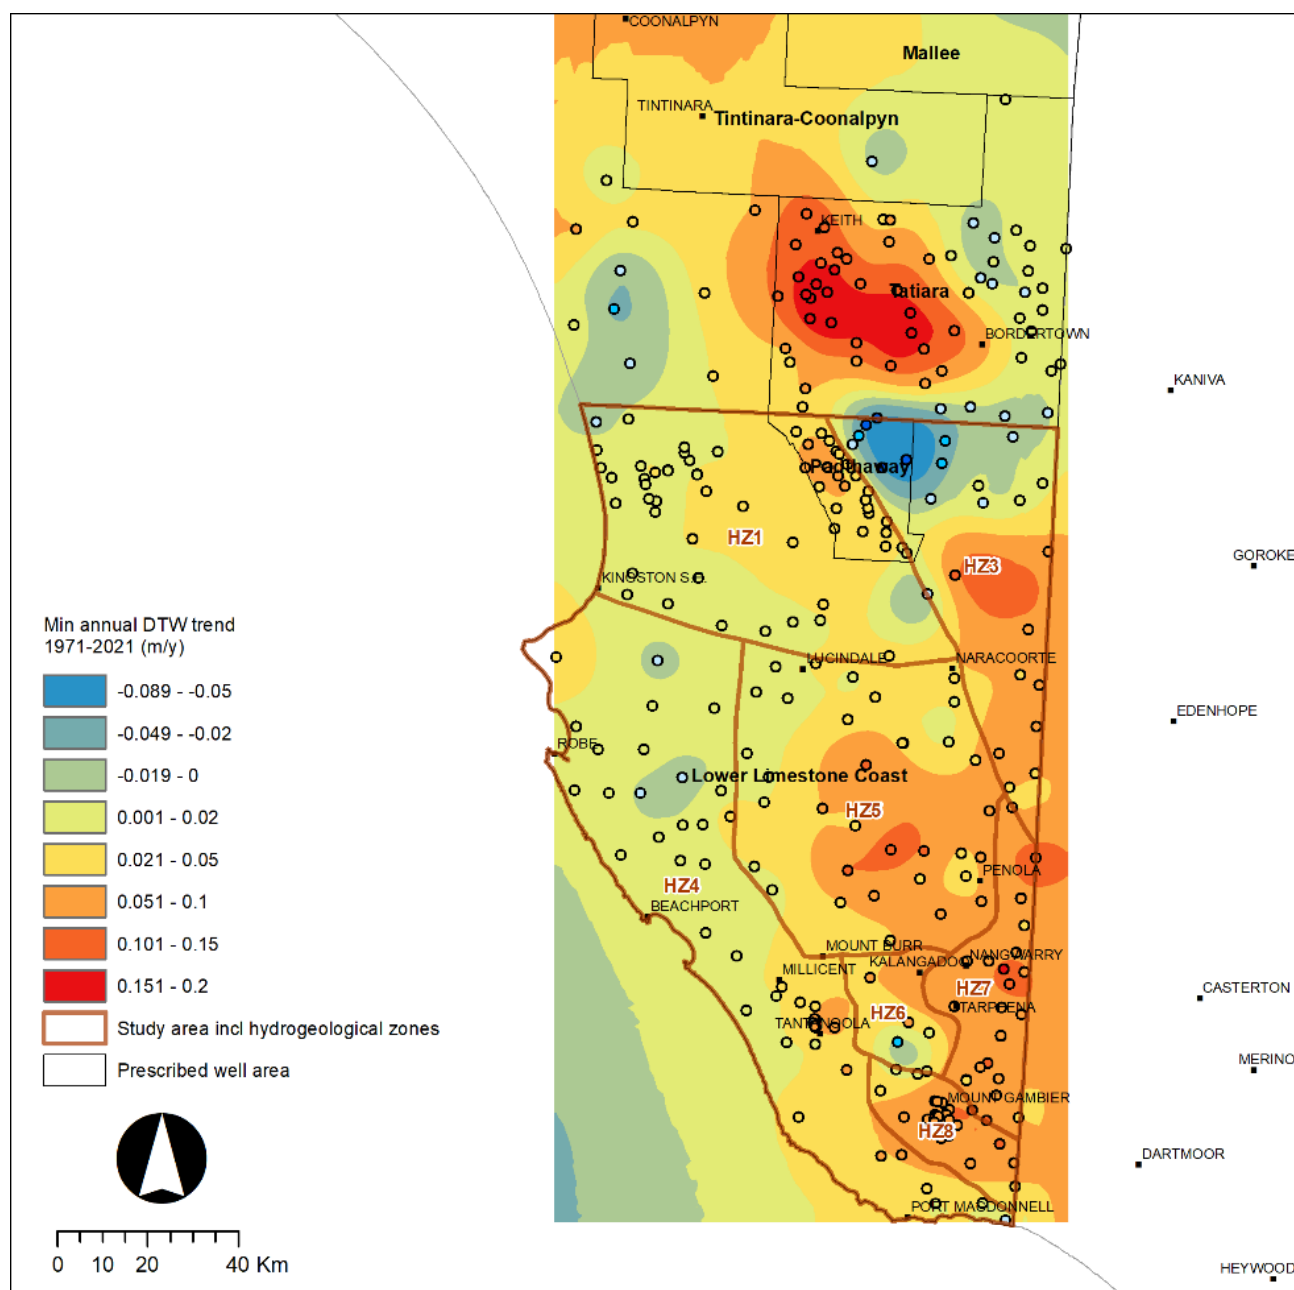 COONALPYN
Mallee
TINTINARA
Tintinara-Coonalpyn
KEITH
Tatiara
BORDERTOWN
KANIVA
Padthaway
HZ1
GOROKE
HZ3
KINGSTON S.E.
Min annual DTW trend
1971-2021 (m/y)
LUCINDALE
NARACOORTE
-0.089 - -0.05
EDENHOPE
-0.049 - -0.02
ROBE
-0.019 - 0
Lower Limestone Coast
0.001 - 0.02
HZ5
0.021 - 0.05
PENOLA
HZ4
0.051 - 0.1
BEACHPORT
0.101 - 0.15
MOUNT BURR
NANGWARRY
KALANGADOO
MILLICENT
0.151 - 0.2
HZ7
CASTERTON
TARPEENA
HZ6
Study area incl hydrogeological zones
TANTANOOLA
MERINO
Prescribed well area
MOUNT GAMBIER
HZ8
DARTMOOR
PORT MACDONNELL
0 10 20 40 Km
HEYWOOD